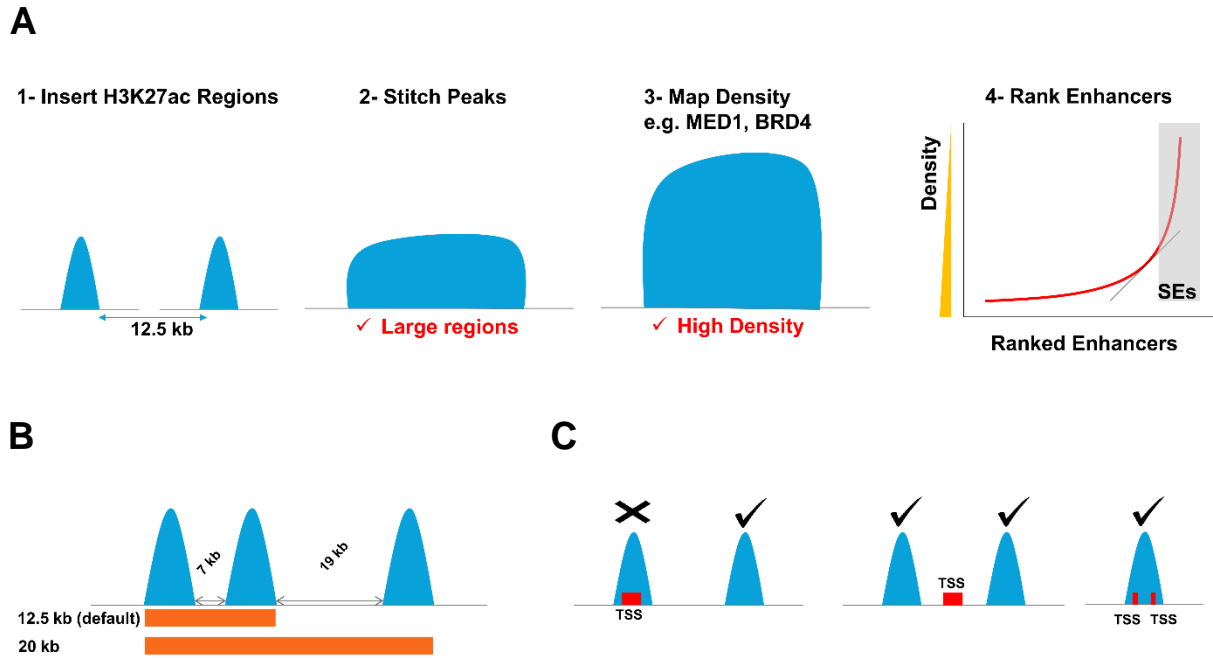 A
1- Insert H3K27ac Regions
2- Stitch Peaks
3- Map Density
e.g. MED1, BRD4
4- Rank Enhancers
12.5 kb
✓ Large regions
✓ High Density
Density
SEs
Ranked Enhancers
B
7 kb
19 kb
12.5 kb (default)
20 kb
C
TSS
TSS
TSS TSS